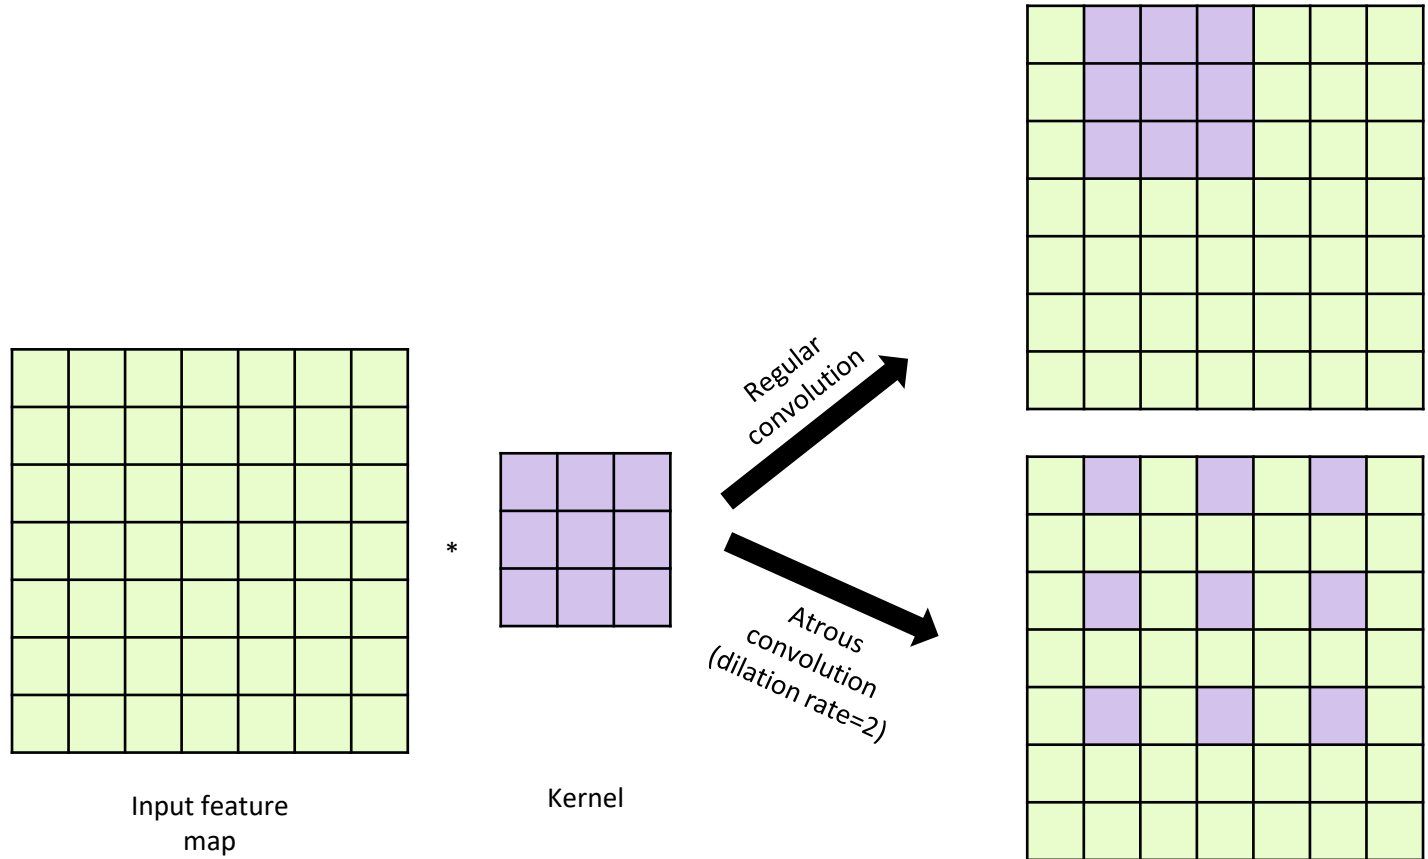 Regular
convolution
*
Atrous
convolution
(dilation rate=2)
Input feature
map
Kernel